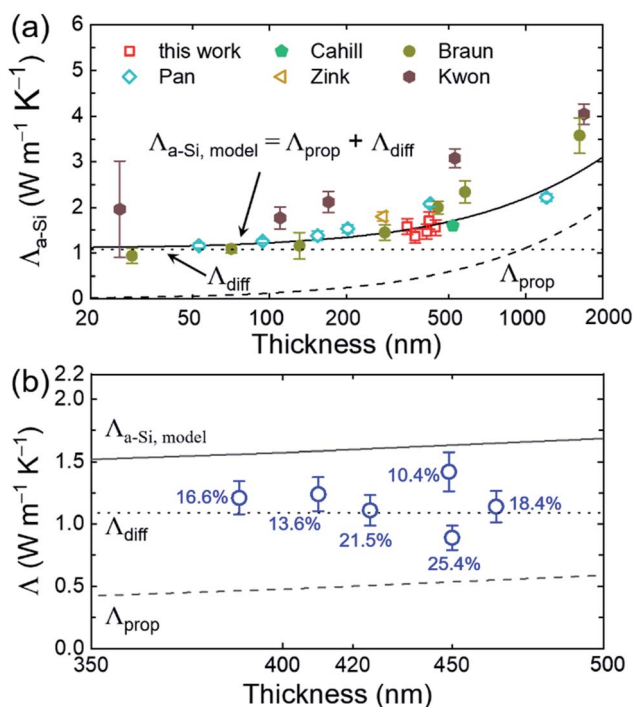 (a)
6
5
4
3
2
1
0
Λa-Si (W m−1 K−1)
this work Cahill Braun
Pan Zink Kwon
Λa-Si, model = Λprop + Λdiff
Λdiff
Λprop
20 50 100 200 500 1000 2000
Thickness (nm)
(b)
2.2
2.0
1.5
1.0
0.5
0.0
Λ (W m−1 K−1)
Λa-Si, model
16.6%
13.6%
21.5%
10.4%
25.4%
18.4%
Λdiff
Λprop
350 400 420 450 500
Thickness (nm)